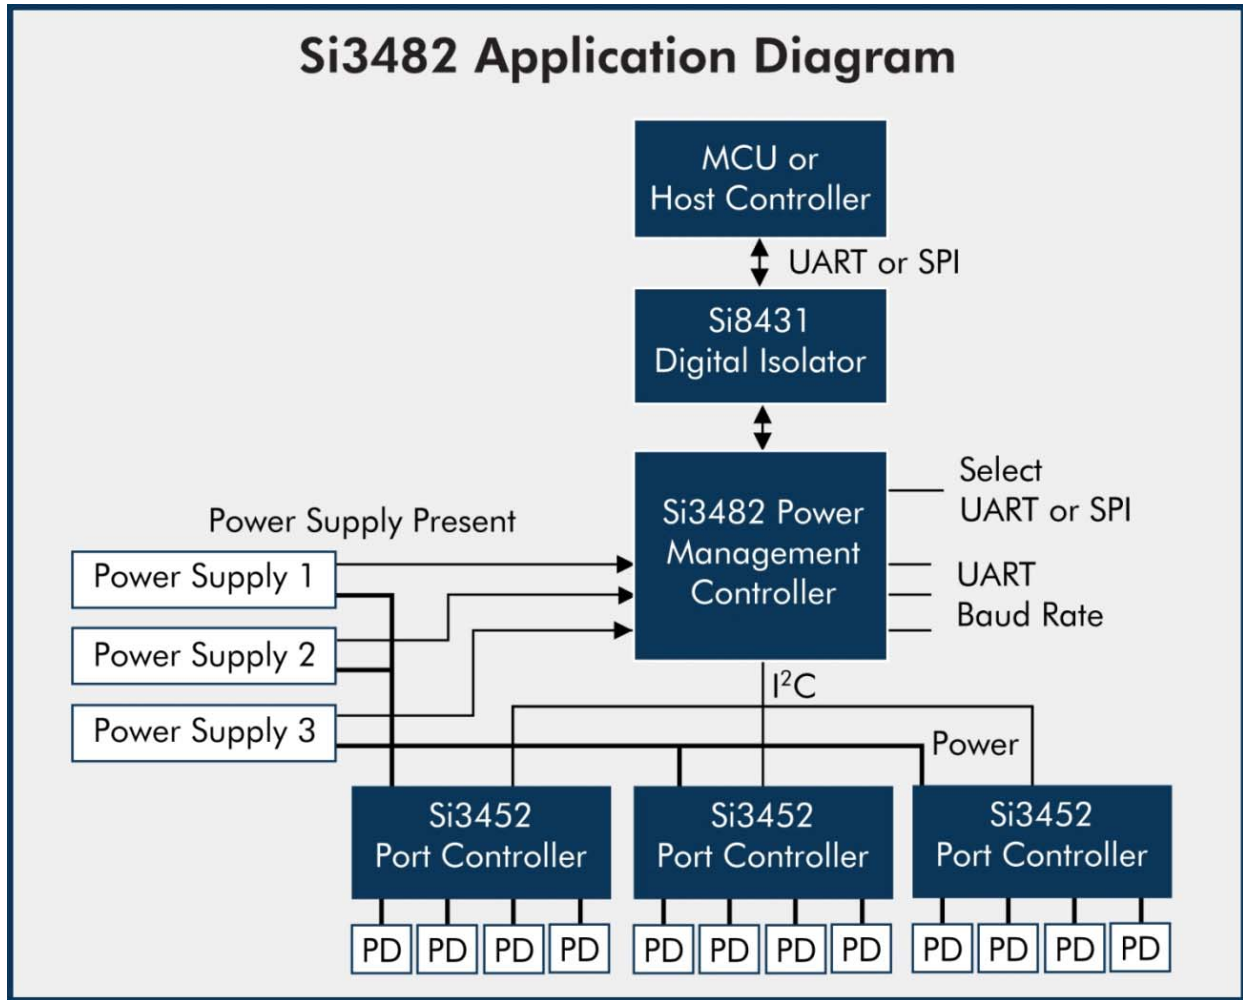 Si3482 Application Diagram
MCU or
Host Controller
UART or SPI
Si8431
Digital Isolator
Si3482 Power
Management
Controller
Select
UART or SPI
UART
Baud Rate
Power Supply Present
Power Supply 1
Power Supply 2
Power Supply 3
I²C
Power
Si3452
Port Controller
Si3452
Port Controller
Si3452
Port Controller
PD PD PD PD PD PD PD PD PD PD PD PD